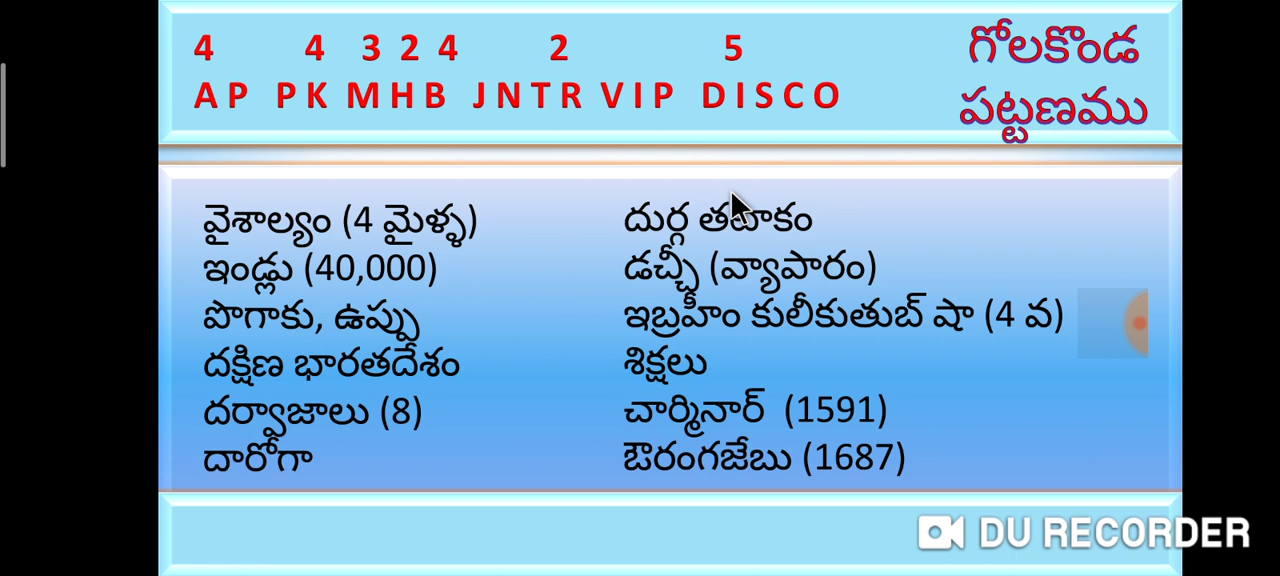 4 4 3 2 4 2 5
A P P K M H B J N T R V I P D I S C O
గోలకొండ
పట్టణము
వైశాల్యం (4 మైళ్ళ)
ఇండ్లు (40,000)
పొగాకు, ఉప్పు
దక్షిణ భారతదేశం
దర్వాజాలు (8)
దారోగా
దుర్గ తటాకం
డచ్చీ (వ్యాపారం)
ఇబ్రహీం కులీకుతుబ్ షా (4 వ)
శిక్షలు
చార్మినార్ (1591)
ఔరంగజేబు (1687)
DU RECORDER